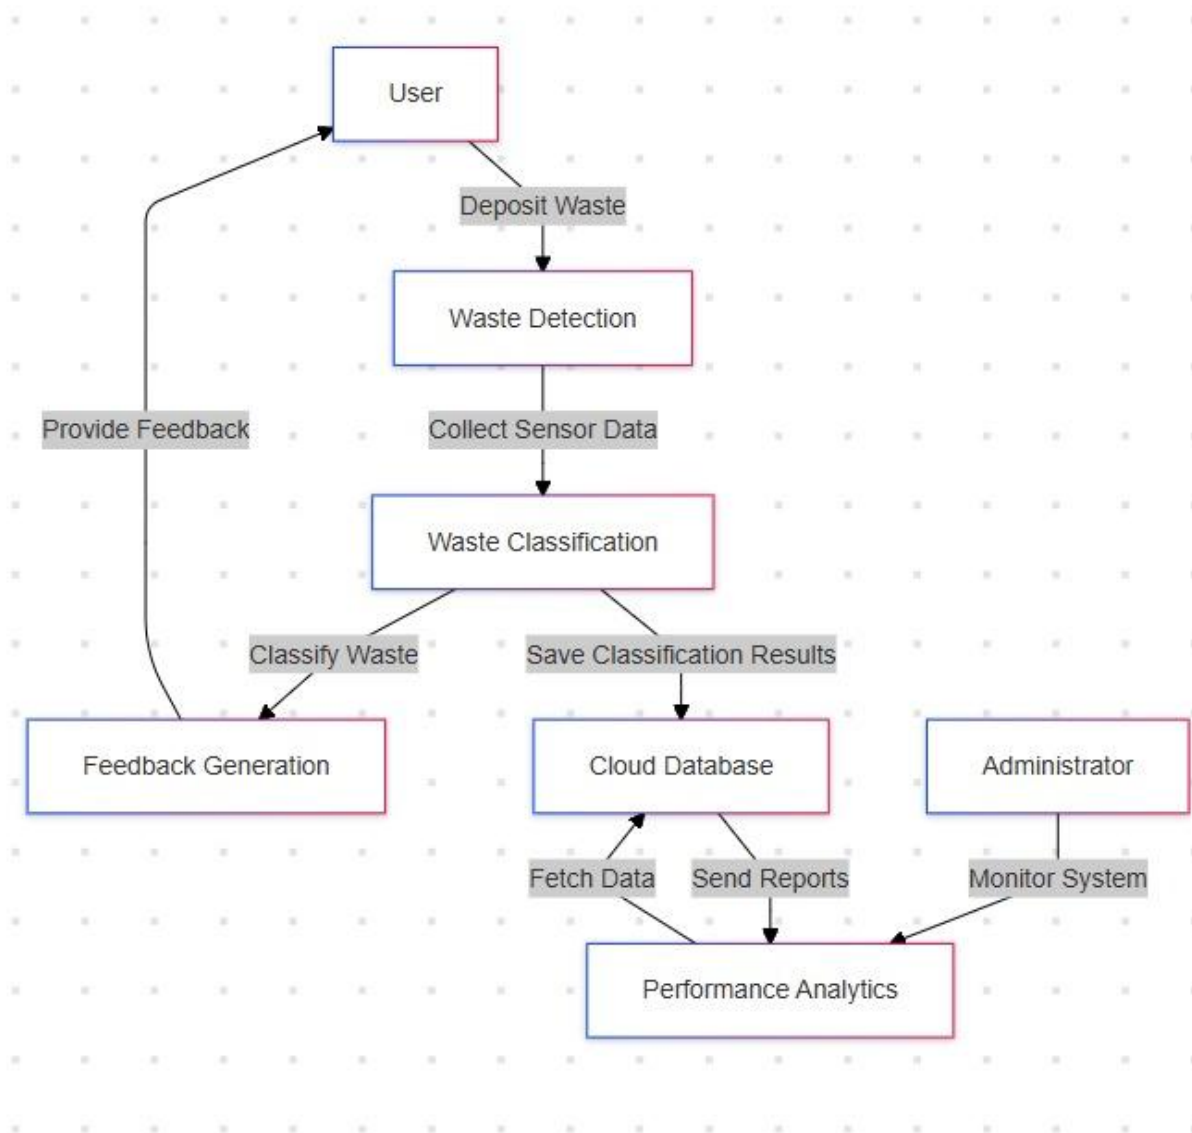 User
Deposit Waste
Waste Detection
Provide Feedback
Collect Sensor Data
Waste Classification
Classify Waste
Save Classification Results
Feedback Generation
Cloud Database
Administrator
Fetch Data
Send Reports
Monitor System
Performance Analytics